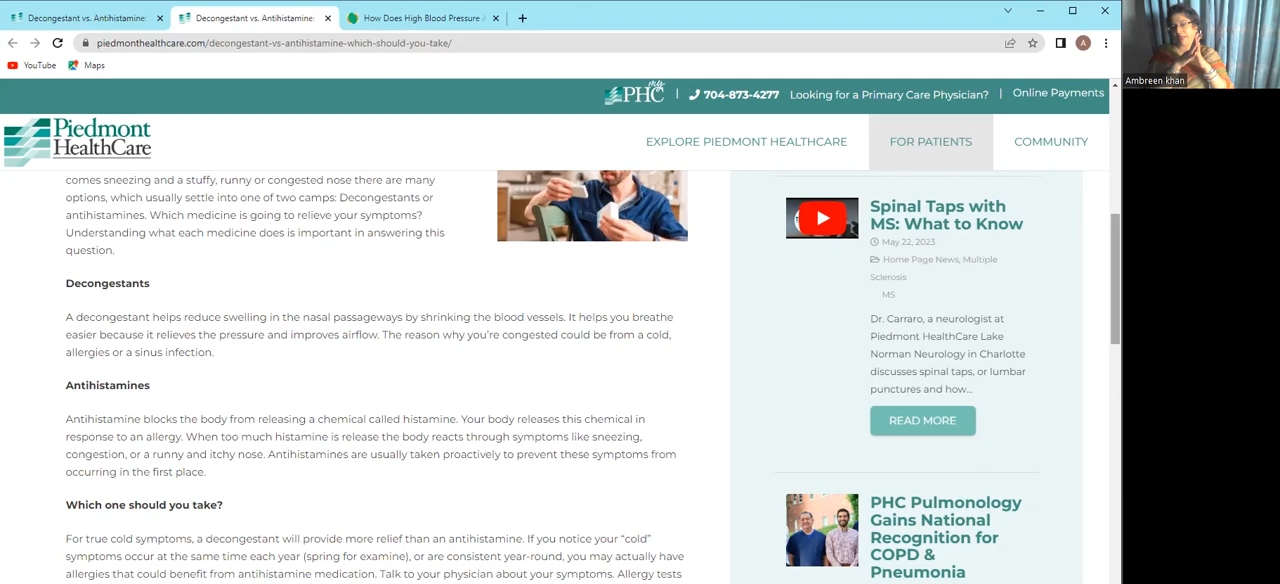 Decongestant vs. Antihistamine:
Decongestant vs. Antihistamine:
How Does High Blood Pressure
piedmonthealthcare.com/decongestant-vs-antihistamine-which-should-you-take/
A
YouTube
Maps
my
PHC
704-873-4277
Looking for a Primary Care Physician?
Online Payments
Piedmont
HealthCare
EXPLORE PIEDMONT HEALTHCARE
FOR PATIENTS
COMMUNITY
comes sneezing and a stuffy, runny or congested nose there are many
options, which usually settle into one of two camps: Decongestants or
antihistamines. Which medicine is going to relieve your symptoms?
Understanding what each medicine does is important in answering this
question.
Decongestants
A decongestant helps reduce swelling in the nasal passageways by shrinking the blood vessels. It helps you breathe
easier because it relieves the pressure and improves airflow. The reason why you're congested could be from a cold,
allergies or a sinus infection.
Antihistamines
Antihistamine blocks the body from releasing a chemical called histamine. Your body releases this chemical in
response to an allergy. When too much histamine is release the body reacts through symptoms like sneezing,
congestion, or a runny and itchy nose. Antihistamines are usually taken proactively to prevent these symptoms from
occurring in the first place.
Which one should you take?
For true cold symptoms, a decongestant will provide more relief than an antihistamine. If you notice your “cold”
symptoms occur at the same time each year (spring for example), or are consistent year-round, you may actually have
allergies that could benefit from antihistamine medication. Talk to your physician about your symptoms. Allergy tests
Spinal Taps with
MS: What to Know
May 22, 2023
Home Page News, Multiple
Sclerosis
MS
Dr. Carraro, a neurologist at
Piedmont HealthCare Lake
Norman Neurology in Charlotte
discusses spinal taps, or lumbar
punctures and how...
READ MORE
PHC Pulmonology
Gains National
Recognition for
COPD &
Pneumonia
Ambreen khan